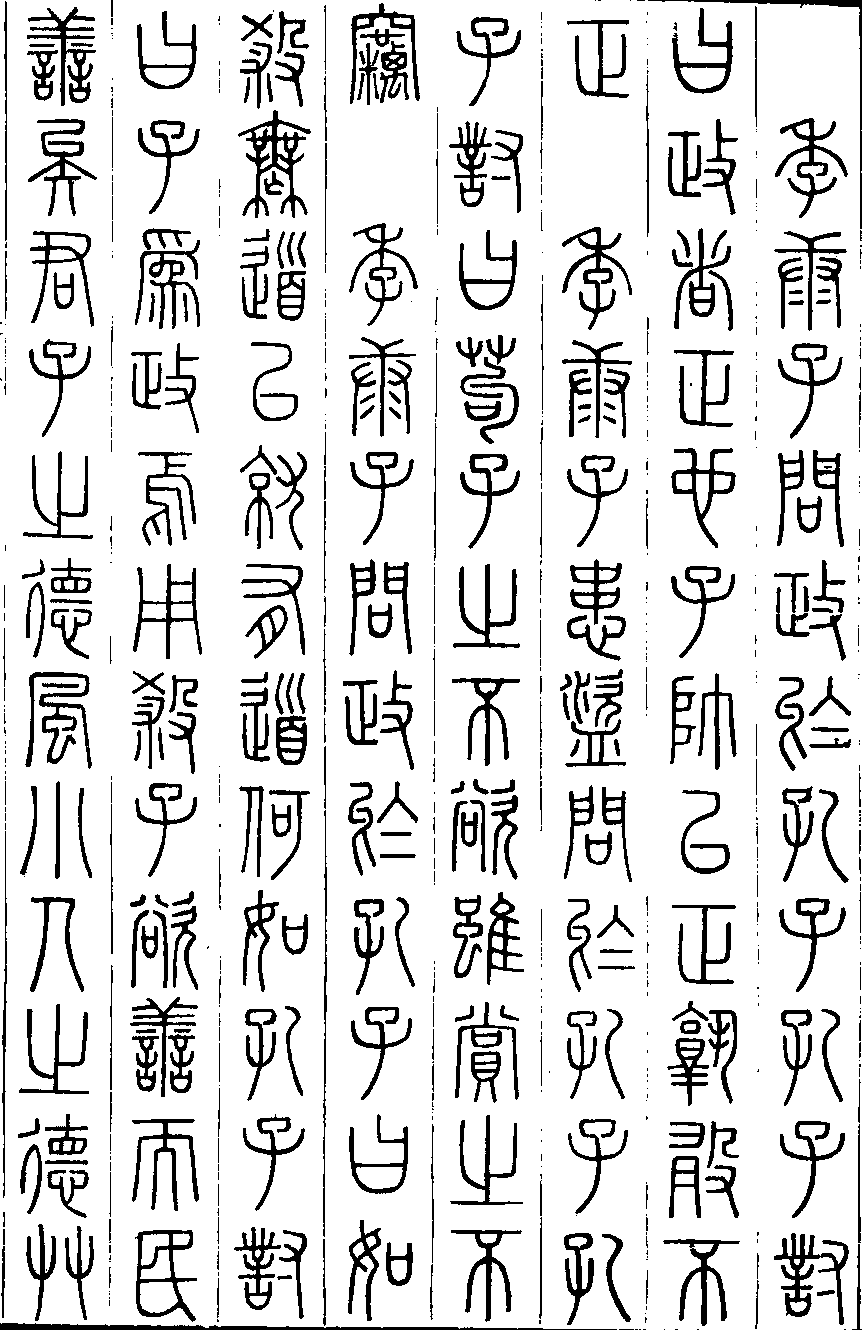 季康子問政於孔子孔子對
曰政者正也子帥以正孰敢不
正　季康子患盜問於孔子孔
子對曰苟子之不欲雖賞之不
竊　季康子問政於孔子曰如
殺無道以就有道何如孔子對
曰子為政焉用殺子欲善而民
善矣君子之德風小人之德艸